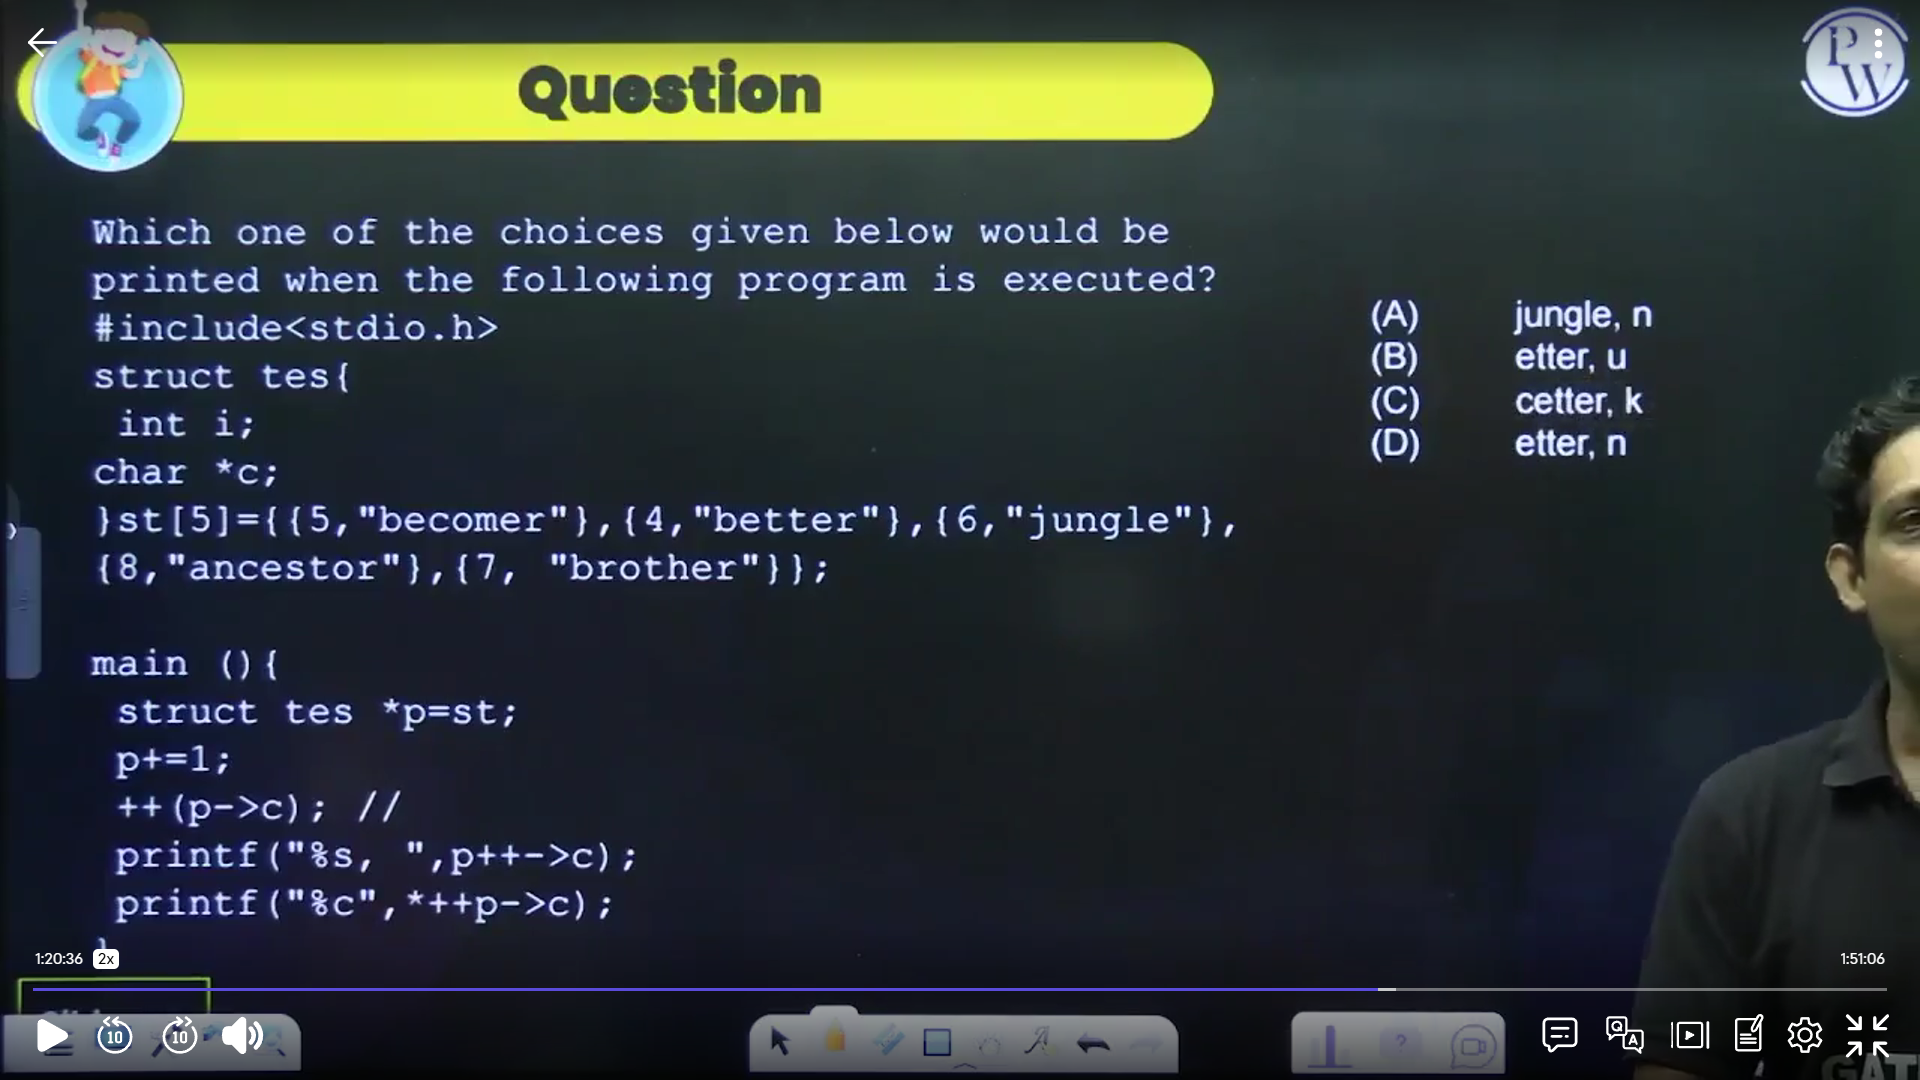 Question
PW
Which one of the choices given below would be
printed when the following program is executed?
#include<stdio.h>
struct tes{
int i;
char *c;
}st[5]={{5,"becomer"},{4,"better"},{6,"jungle"},
{8,"ancestor"},{7, "brother"}};
main (){
struct tes *p=st;
p+=1;
++(p->c); //
printf("%s, ",p++->c);
printf("%c",*++p->c);
}
(A) jungle, n
(B) etter, u
(C) cetter, k
(D) etter, n
1:20:36 2x
1:51:06
10 10
Q A
GAT